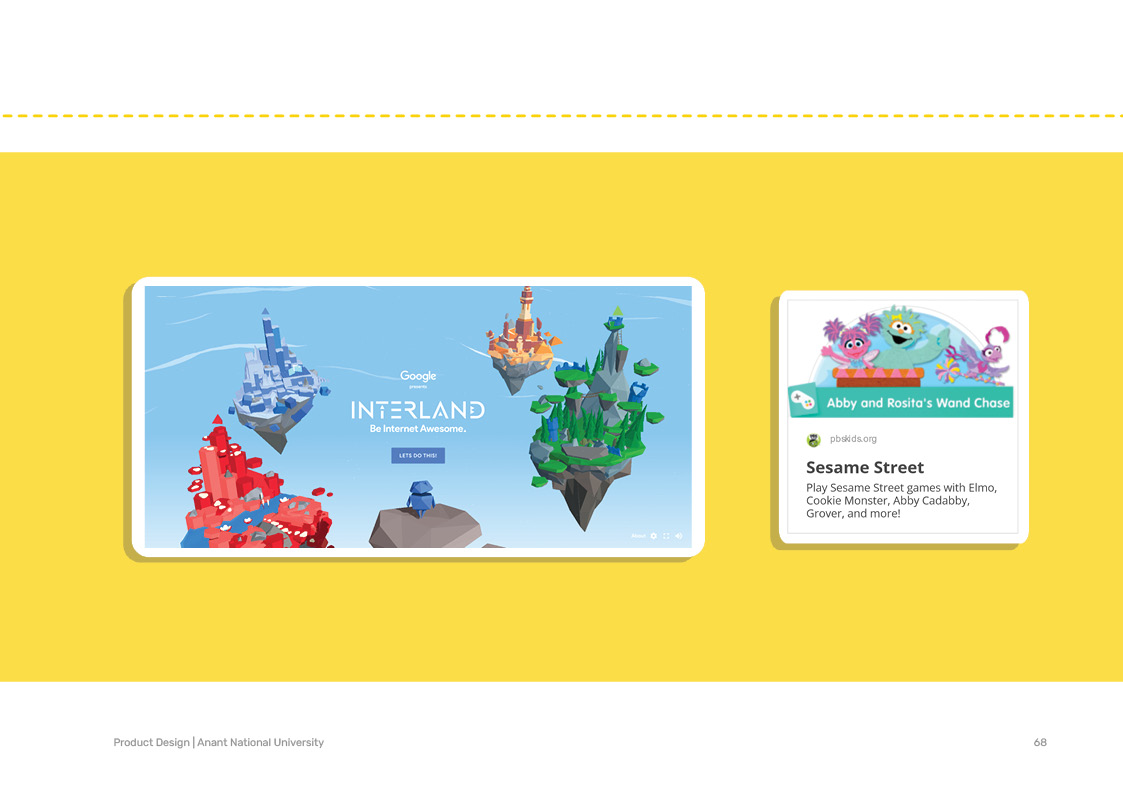 Google
presents
INTERLAND
Be Internet Awesome.
LETS DO THIS!
About
Abby and Rosita's Wand Chase
pbskids.org
Sesame Street
Play Sesame Street games with Elmo,
Cookie Monster, Abby Cadabby,
Grover, and more!
Product Design | Anant National University
68